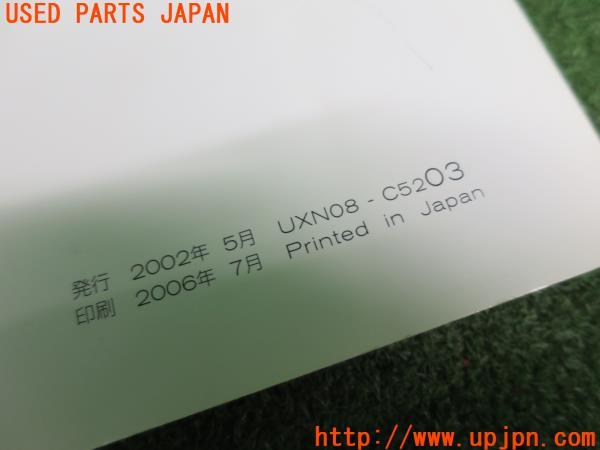 USED PARTS JAPAN
発行 2002年 5月 UXN08 - C5203
印刷 2006年 7月 Printed in Japan
http://www.upjpn.com